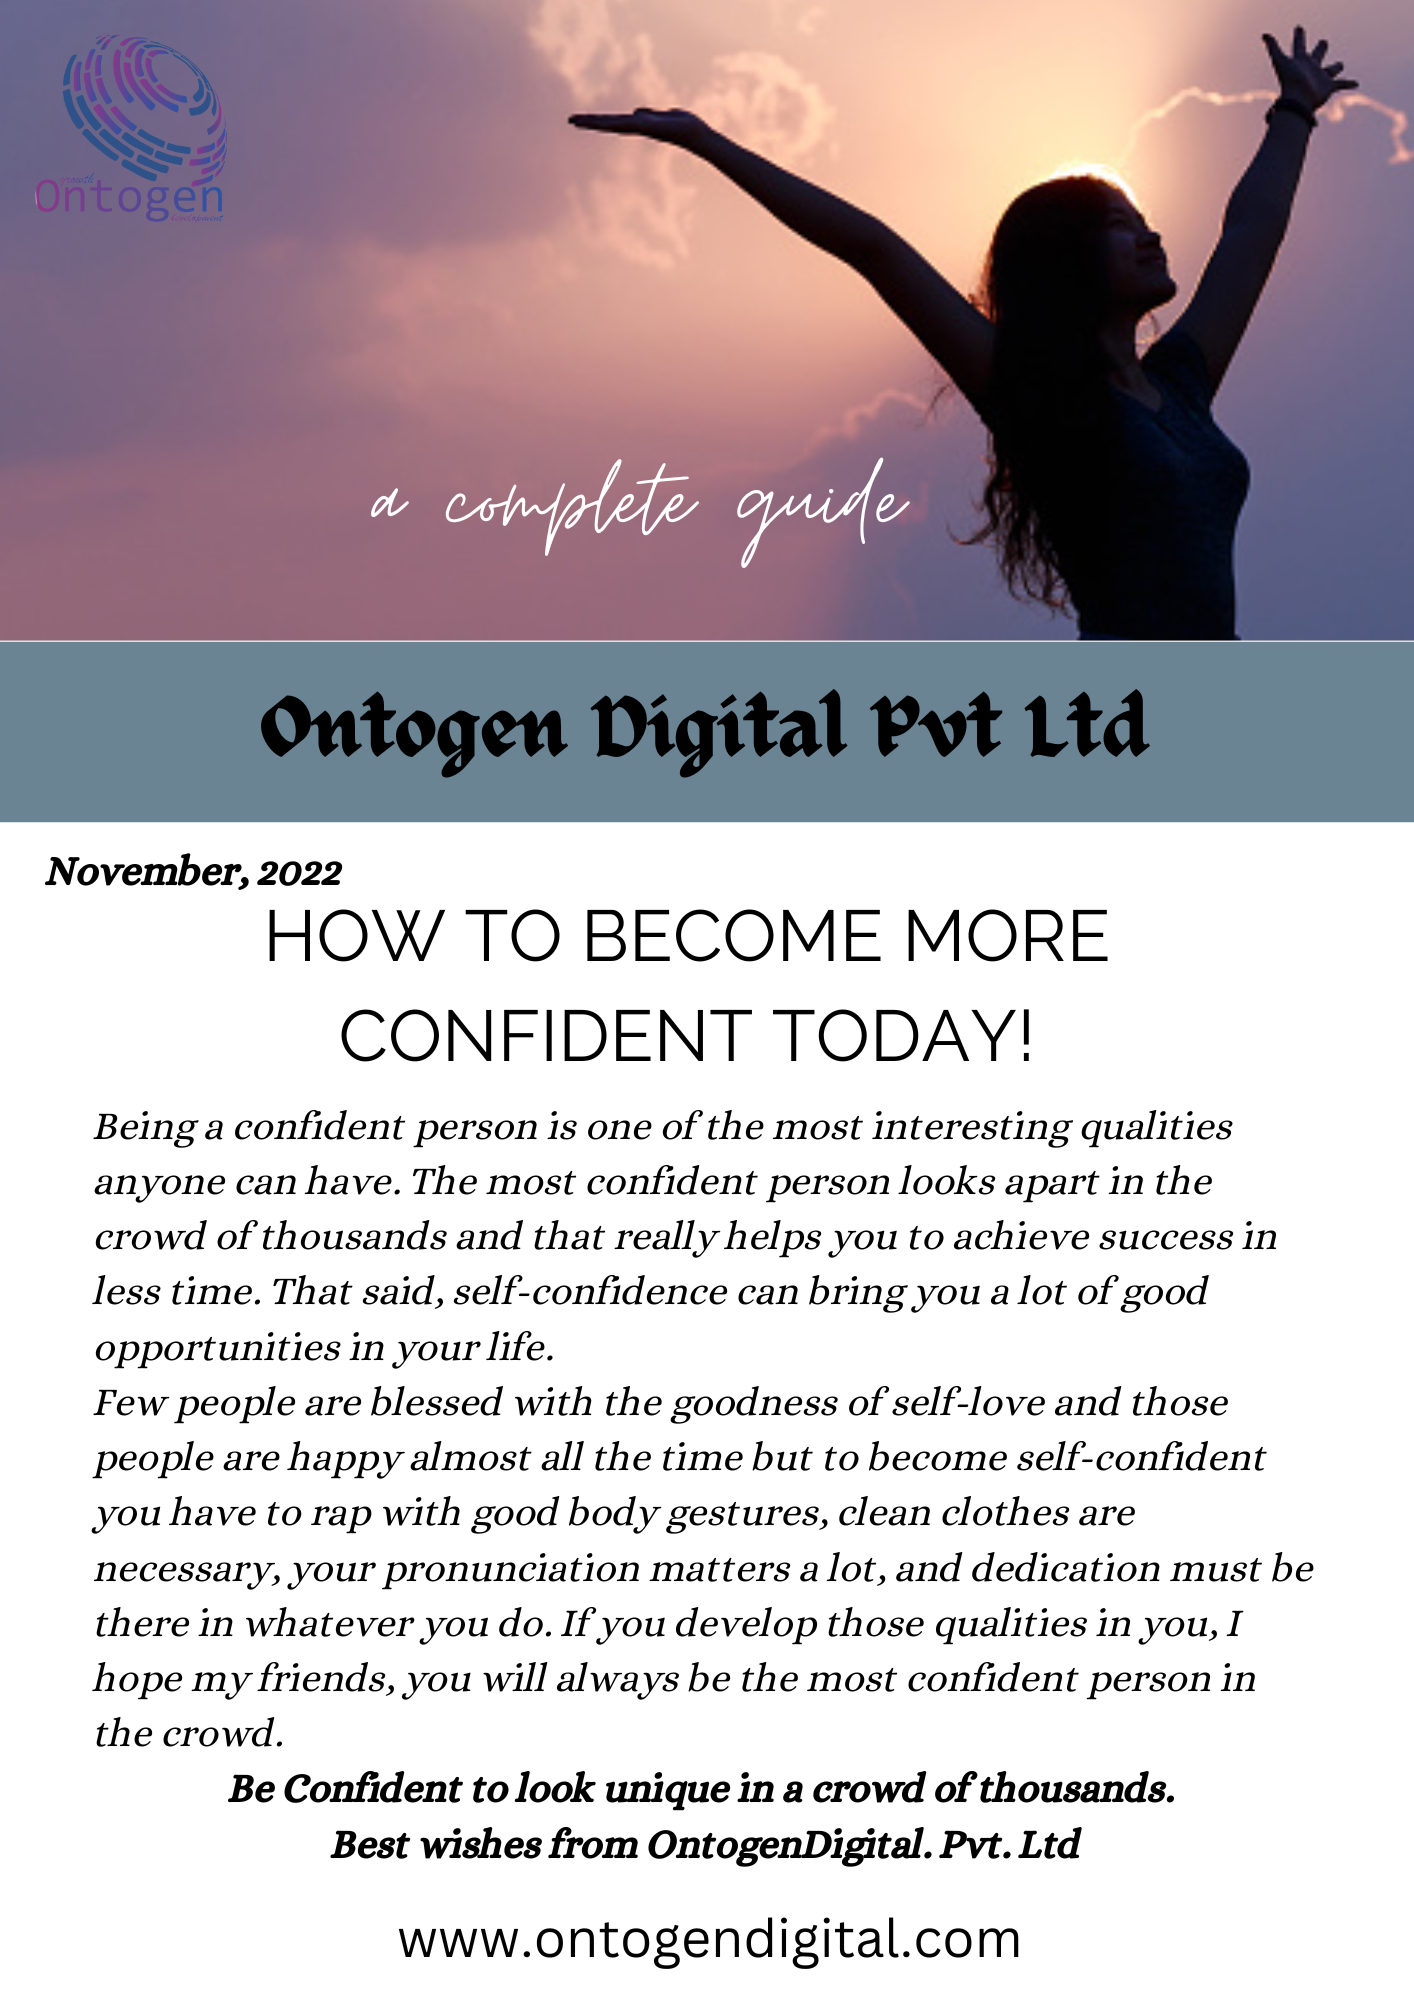 growth
Ontogen
development
a complete guide
Ontogen Digital Pvt Ltd
November, 2022
HOW TO BECOME MORE
CONFIDENT TODAY!
Being a confident person is one of the most interesting qualities
anyone can have. The most confident person looks apart in the
crowd of thousands and that really helps you to achieve success in
less time. That said, self-confidence can bring you a lot of good
opportunities in your life.
Few people are blessed with the goodness of self-love and those
people are happy almost all the time but to become self-confident
you have to rap with good body gestures, clean clothes are
necessary, your pronunciation matters a lot, and dedication must be
there in whatever you do. If you develop those qualities in you, I
hope my friends, you will always be the most confident person in
the crowd.
Be Confident to look unique in a crowd of thousands.
Best wishes from OntogenDigital. Pvt. Ltd
www.ontogendigital.com